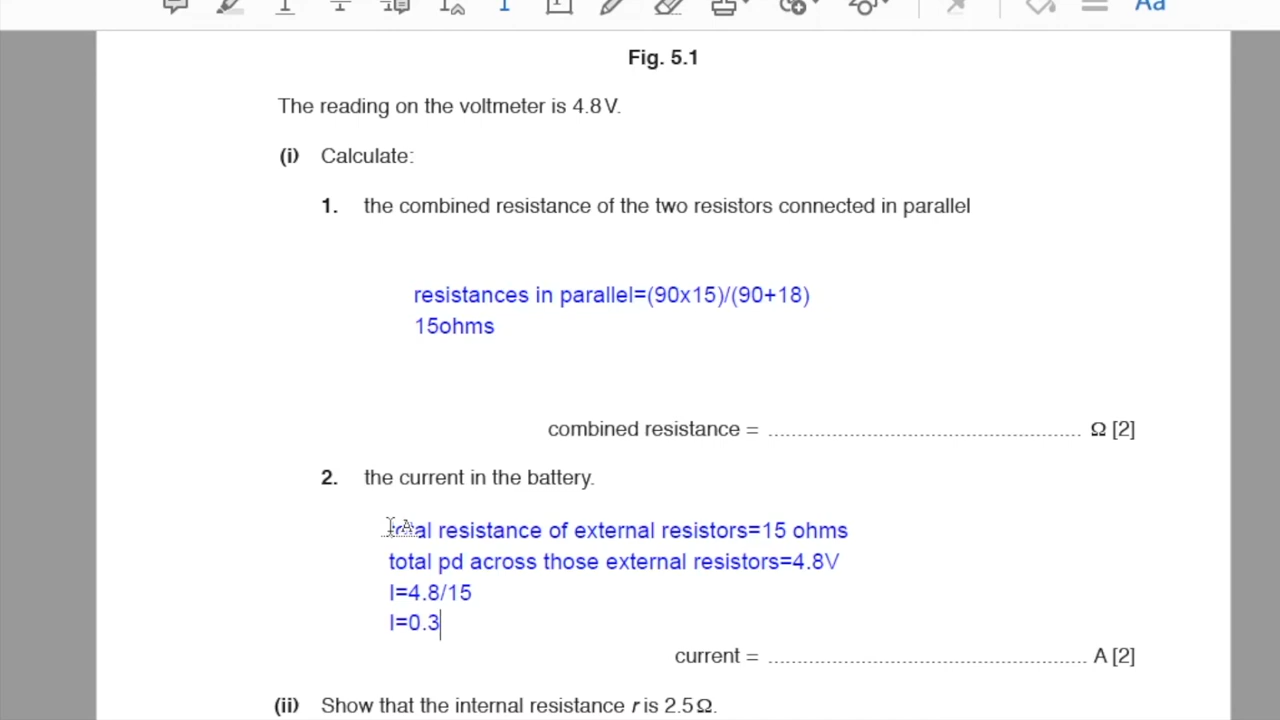 Aa
Fig. 5.1
The reading on the voltmeter is 4.8 V.
(i) Calculate:
1. the combined resistance of the two resistors connected in parallel
resistances in parallel=(90x15)/(90+18)
15ohms
combined resistance = ................................................... Ω [2]
2. the current in the battery.
resistance of external resistors=15 ohms
total pd across those external resistors=4.8V
I=4.8/15
I=0.3
current = ................................................... A [2]
(ii) Show that the internal resistance r is 2.5 Ω.